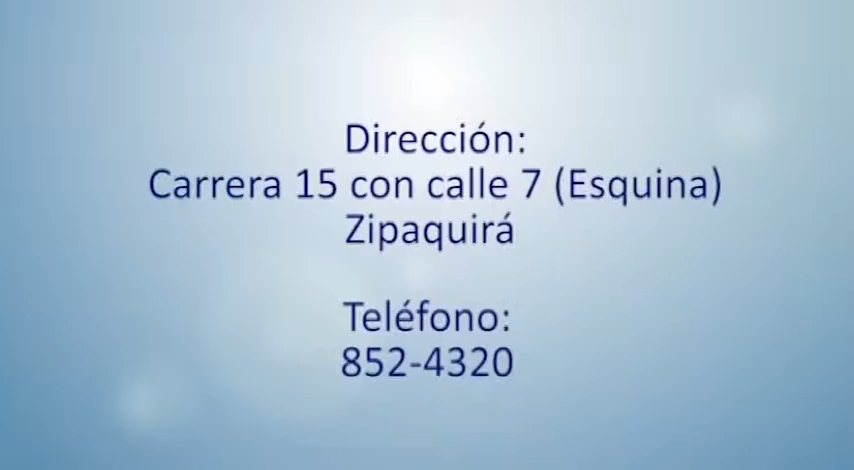 Dirección:
Carrera 15 con calle 7 (Esquina)
Zipaquirá
Teléfono:
852-4320